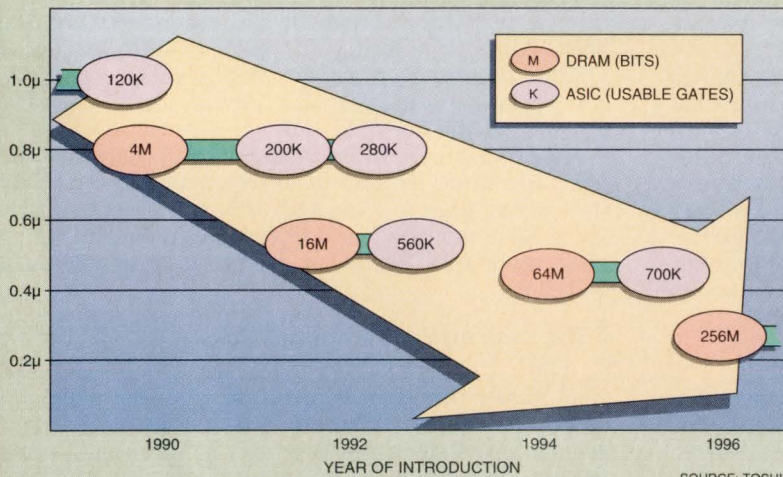 M DRAM (BITS)
K ASIC (USABLE GATES)
1.0µ
120K
0.8µ
4M 200K 280K
0.6µ
16M 560K
0.4µ
64M 700K
0.2µ
256M
1990 1992 1994 1996
YEAR OF INTRODUCTION